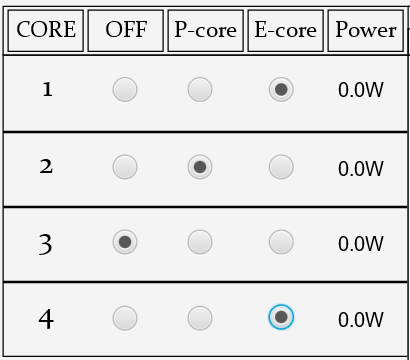 CORE OFF P-core E-core Power
1 0.0W
2 0.0W
3 0.0W
4 0.0W